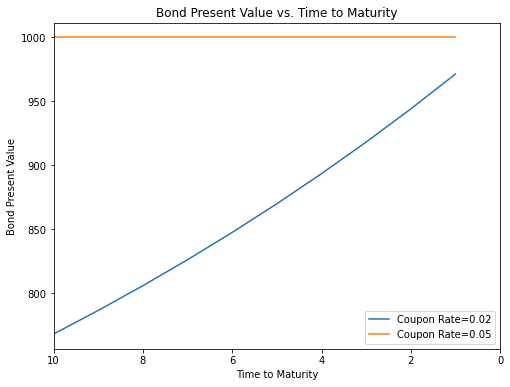 Bond Present Value vs. Time to Maturity
1000
950
900
850
800
Bond Present Value
Coupon Rate=0.02
Coupon Rate=0.05
10 8 6 4 2 0
Time to Maturity